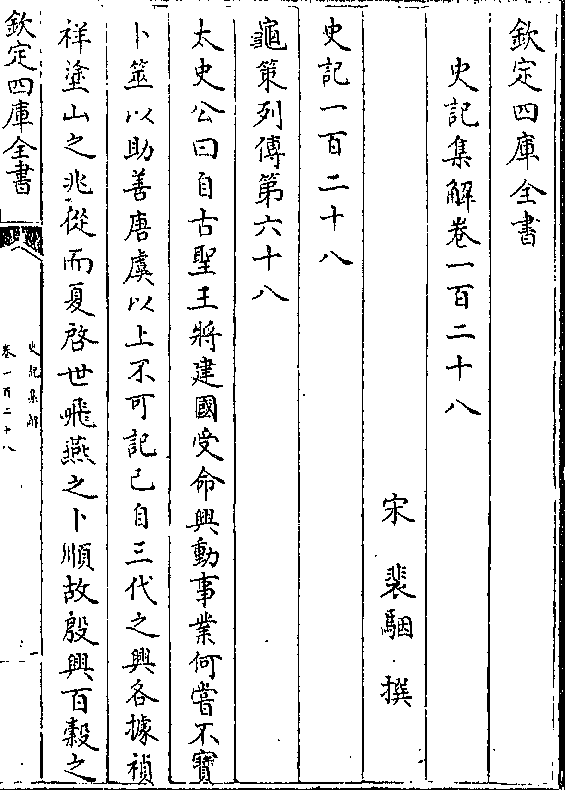 欽定四庫全書
史記集解卷一百二十八
宋 裴駰 撰
史記一百二十八
龜策列傳第六十八
太史公曰自古聖王將建國受命興動事業何嘗不寶
卜筮以助善唐虞以上不可記已自三代之興各據禎
祥塗山之兆從而夏啓世飛燕之卜順故殷興百穀之
欽定四庫全書
史記集解
卷一百二十八